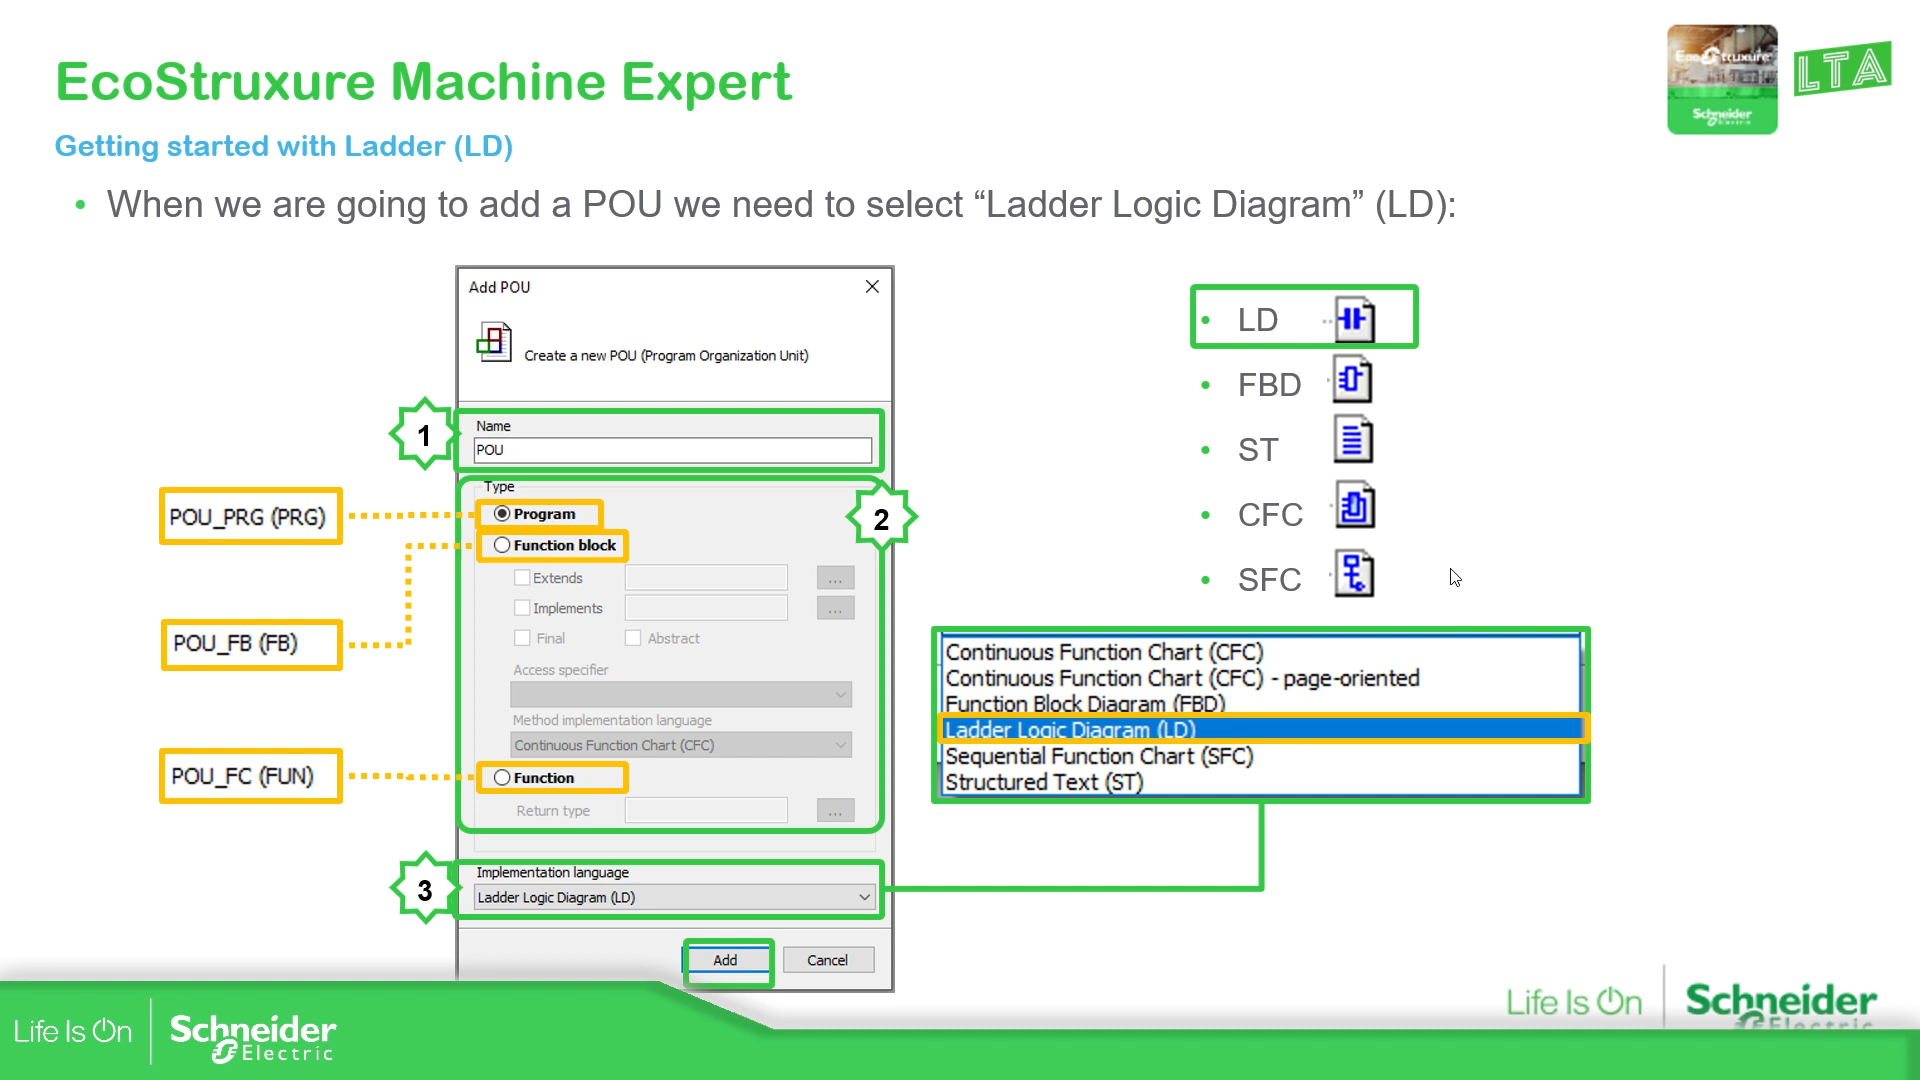 EcoStruxure Machine Expert
Getting started with Ladder (LD)
• When we are going to add a POU we need to select “Ladder Logic Diagram” (LD):
EcoStruxure
Schneider
Electric
LTA
Add POU
Create a new POU (Program Organization Unit)
1
Name
POU
Type
2
POU_PRG (PRG)
Program
Function block
Extends
...
Implements
...
Final
Abstract
POU_FB (FB)
Access specifier
Method implementation language
Continuous Function Chart (CFC)
POU_FC (FUN)
Function
Return type
...
3
Implementation language
Ladder Logic Diagram (LD)
Add
Cancel
• LD
• FBD
• ST
• CFC
• SFC
Continuous Function Chart (CFC)
Continuous Function Chart (CFC) - page-oriented
Function Block Diagram (FBD)
Ladder Logic Diagram (LD)
Sequential Function Chart (SFC)
Structured Text (ST)
Life Is On
Schneider
Electric
Life Is On
Schneider
Electric